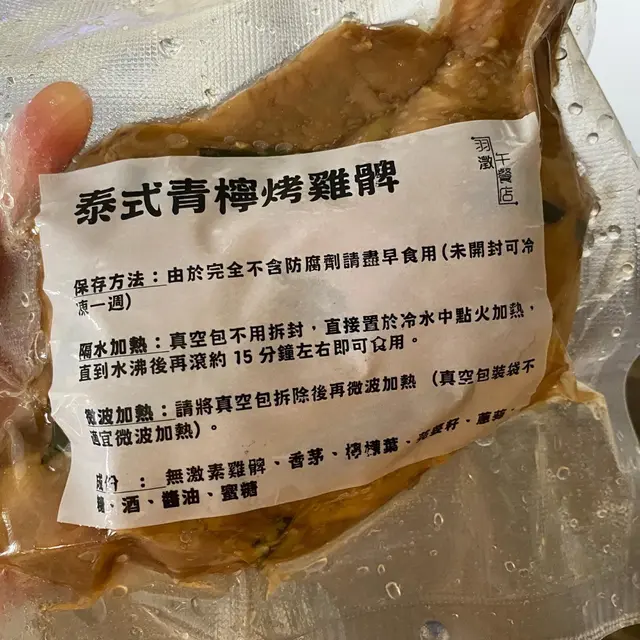 泰式青檸烤雞髀
羽澂
午餐店
保存方法：由於完全不含防腐劑請盡早食用(未開封可冷
凍一週)
隔水加熱：真空包不用拆封，直接置於冷水中點火加熱，
直到水沸後再滾約 15 分鐘左右即可食用。
微波加熱：請將真空包拆除後再微波加熱 （真空包裝袋不
適宜微波加熱）。
成份 ： 無激素雞髀、香茅、檸檬葉、芫荽籽、
、酒、醬油、蜜糖